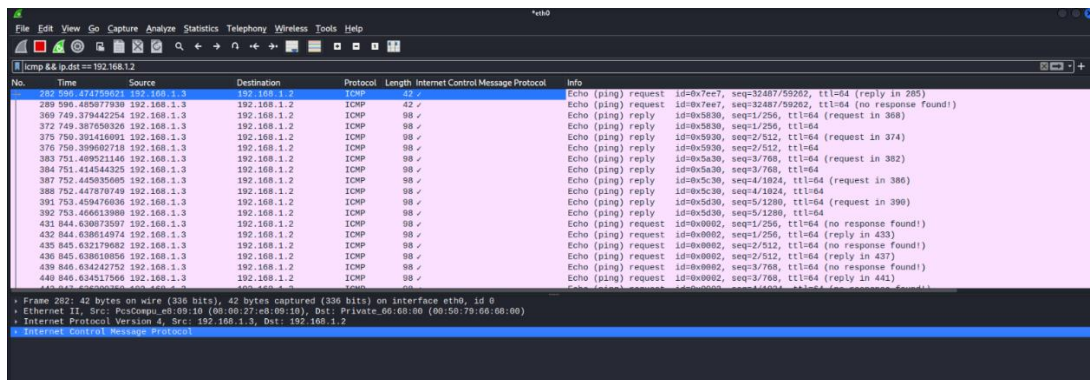 *eth0
File Edit View Go Capture Analyze Statistics Telephony Wireless Tools Help
icmp && ip.dst == 192.168.1.2
No. Time Source Destination Protocol Length Internet Control Message Protocol Info
282 596.474759621 192.168.1.3 192.168.1.2 ICMP 42 ✓ Echo (ping) request id=0x7ee7, seq=32487/59262, ttl=64 (reply in 285)
289 596.485077930 192.168.1.3 192.168.1.2 ICMP 42 ✓ Echo (ping) request id=0x7ee7, seq=32487/59262, ttl=64 (no response found!)
369 749.379442254 192.168.1.3 192.168.1.2 ICMP 98 ✓ Echo (ping) reply id=0x5830, seq=1/256, ttl=64 (request in 368)
372 749.387650326 192.168.1.3 192.168.1.2 ICMP 98 ✓ Echo (ping) reply id=0x5830, seq=1/256, ttl=64
375 750.391416091 192.168.1.3 192.168.1.2 ICMP 98 ✓ Echo (ping) reply id=0x5930, seq=2/512, ttl=64 (request in 374)
376 750.399602718 192.168.1.3 192.168.1.2 ICMP 98 ✓ Echo (ping) reply id=0x5930, seq=2/512, ttl=64
383 751.409521146 192.168.1.3 192.168.1.2 ICMP 98 ✓ Echo (ping) reply id=0x5a30, seq=3/768, ttl=64 (request in 382)
384 751.414544325 192.168.1.3 192.168.1.2 ICMP 98 ✓ Echo (ping) reply id=0x5a30, seq=3/768, ttl=64
387 752.445035605 192.168.1.3 192.168.1.2 ICMP 98 ✓ Echo (ping) reply id=0x5c30, seq=4/1024, ttl=64 (request in 386)
388 752.447870749 192.168.1.3 192.168.1.2 ICMP 98 ✓ Echo (ping) reply id=0x5c30, seq=4/1024, ttl=64
391 753.459476036 192.168.1.3 192.168.1.2 ICMP 98 ✓ Echo (ping) reply id=0x5d30, seq=5/1280, ttl=64 (request in 390)
392 753.466613980 192.168.1.3 192.168.1.2 ICMP 98 ✓ Echo (ping) reply id=0x5d30, seq=5/1280, ttl=64
431 844.630873597 192.168.1.3 192.168.1.2 ICMP 98 ✓ Echo (ping) request id=0x0002, seq=1/256, ttl=64 (no response found!)
432 844.638614974 192.168.1.3 192.168.1.2 ICMP 98 ✓ Echo (ping) request id=0x0002, seq=1/256, ttl=64 (reply in 433)
435 845.632179682 192.168.1.3 192.168.1.2 ICMP 98 ✓ Echo (ping) request id=0x0002, seq=2/512, ttl=64 (no response found!)
436 845.638610856 192.168.1.3 192.168.1.2 ICMP 98 ✓ Echo (ping) request id=0x0002, seq=2/512, ttl=64 (reply in 437)
439 846.634242752 192.168.1.3 192.168.1.2 ICMP 98 ✓ Echo (ping) request id=0x0002, seq=3/768, ttl=64 (no response found!)
440 846.634517566 192.168.1.3 192.168.1.2 ICMP 98 ✓ Echo (ping) request id=0x0002, seq=3/768, ttl=64 (reply in 441)
Frame 282: 42 bytes on wire (336 bits), 42 bytes captured (336 bits) on interface eth0, id 0
Ethernet II, Src: PcsCompu_e8:09:10 (08:00:27:e8:09:10), Dst: Private_66:68:00 (00:50:79:66:68:00)
Internet Protocol Version 4, Src: 192.168.1.3, Dst: 192.168.1.2
Internet Control Message Protocol